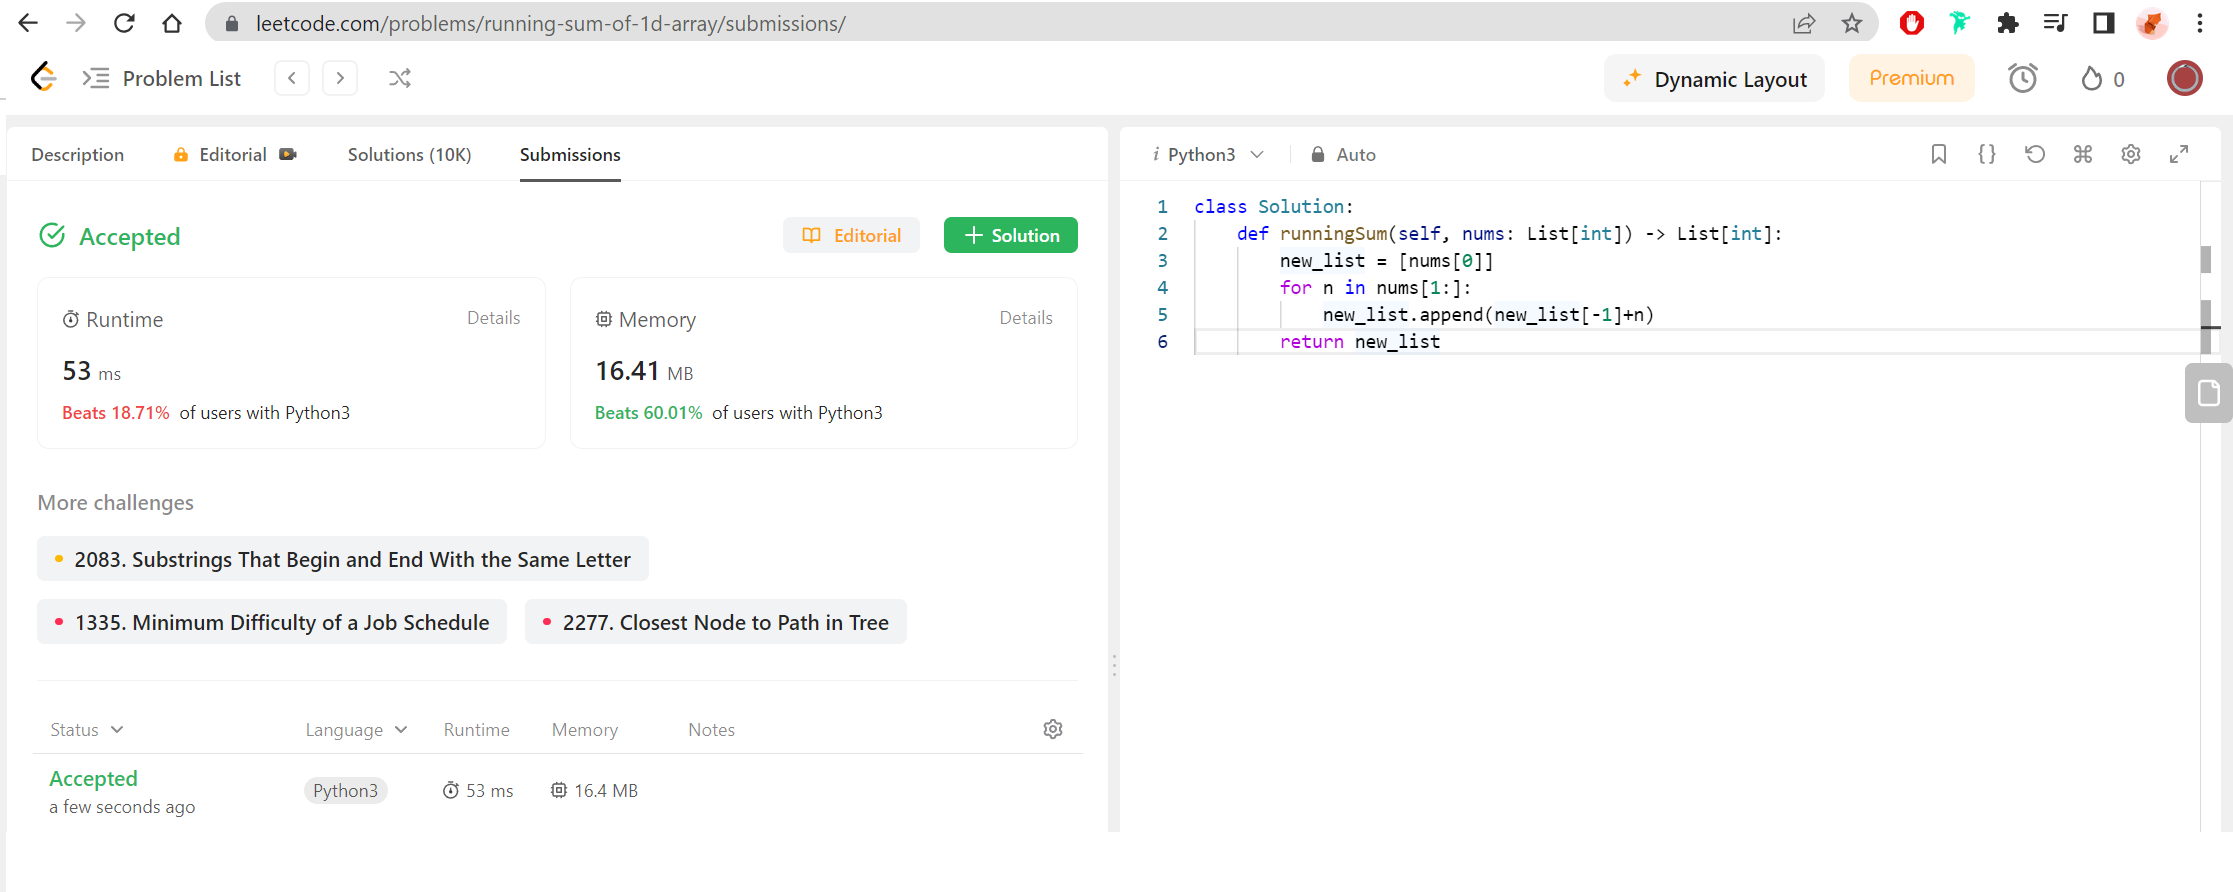 leetcode.com/problems/running-sum-of-1d-array/submissions/
Problem List
Dynamic Layout
Premium
0
Description
Editorial
Solutions (10K)
Submissions
Accepted
Editorial
+ Solution
Runtime
Details
53 ms
Beats 18.71% of users with Python3
Memory
Details
16.41 MB
Beats 60.01% of users with Python3
More challenges
2083. Substrings That Begin and End With the Same Letter
1335. Minimum Difficulty of a Job Schedule
2277. Closest Node to Path in Tree
Status
Language
Runtime
Memory
Notes
Accepted
a few seconds ago
Python3
53 ms
16.4 MB
i Python3
Auto
{}
1 class Solution:
2 def runningSum(self, nums: List[int]) -> List[int]:
3 new_list = [nums[0]]
4 for n in nums[1:]:
5 new_list.append(new_list[-1]+n)
6 return new_list